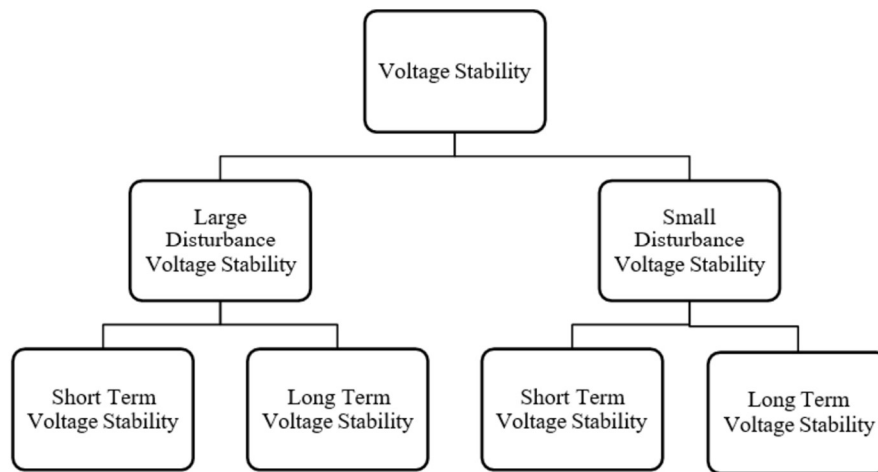 Voltage Stability
Large
Disturbance
Voltage Stability
Small
Disturbance
Voltage Stability
Short Term
Voltage Stability
Long Term
Voltage Stability
Short Term
Voltage Stability
Long Term
Voltage Stability